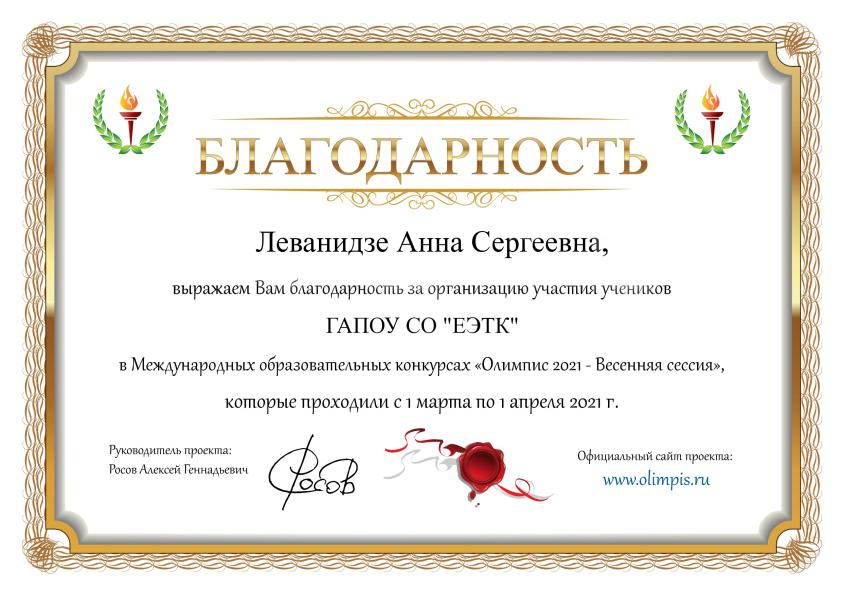 БЛАГОДАРНОСТЬ
Леванидзе Анна Сергеевна,
выражаем Вам благодарность за организацию участия учеников
ГАПОУ СО "ЕЭТК"
в Международных образовательных конкурсах «Олимпис 2021 - Весенняя сессия»,
которые проходили с 1 марта по 1 апреля 2021 г.
Руководитель проекта:
Росов Алексей Геннадьевич
Росов
Официальный сайт проекта:
www.olimpis.ru